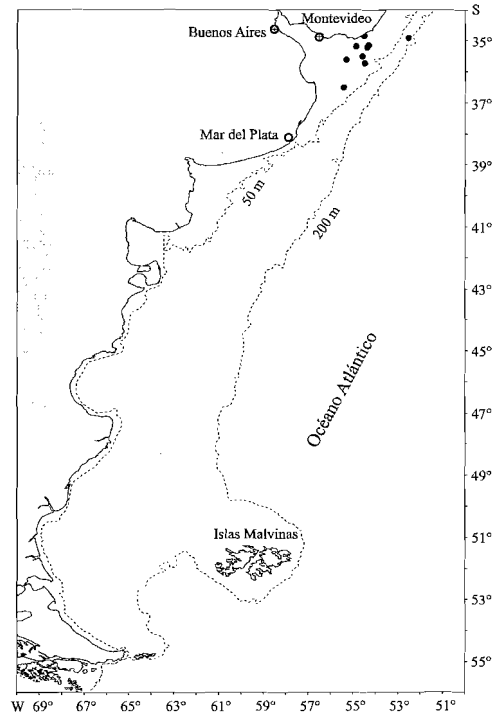 S
Montevideo
Buenos Aires
35°
37°
Mar del Plata
39°
50 m
200 m
41°
43°
45°
Océano Atlántico
47°
49°
Islas Malvinas
51°
53°
55°
W 69° 67° 65° 63° 61° 59° 57° 55° 53° 51°